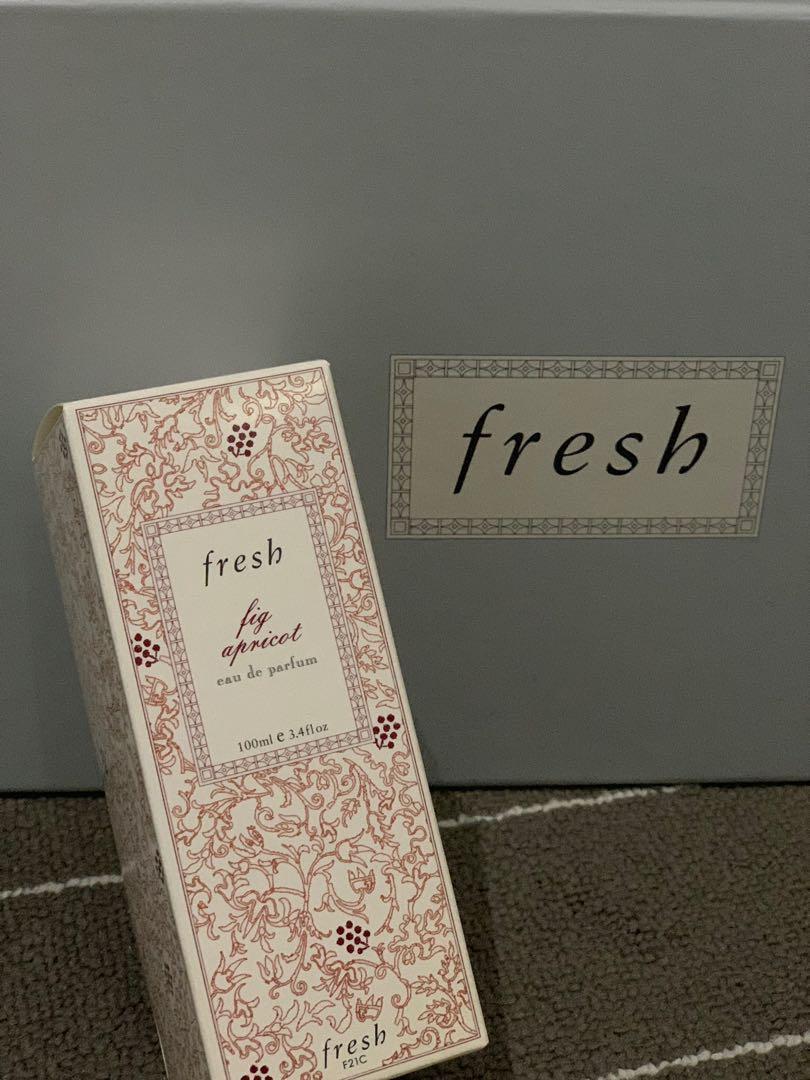 fresh
fresh
fig
apricot
eau de parfum
100ml e 3.4fl oz
fresh
F21C